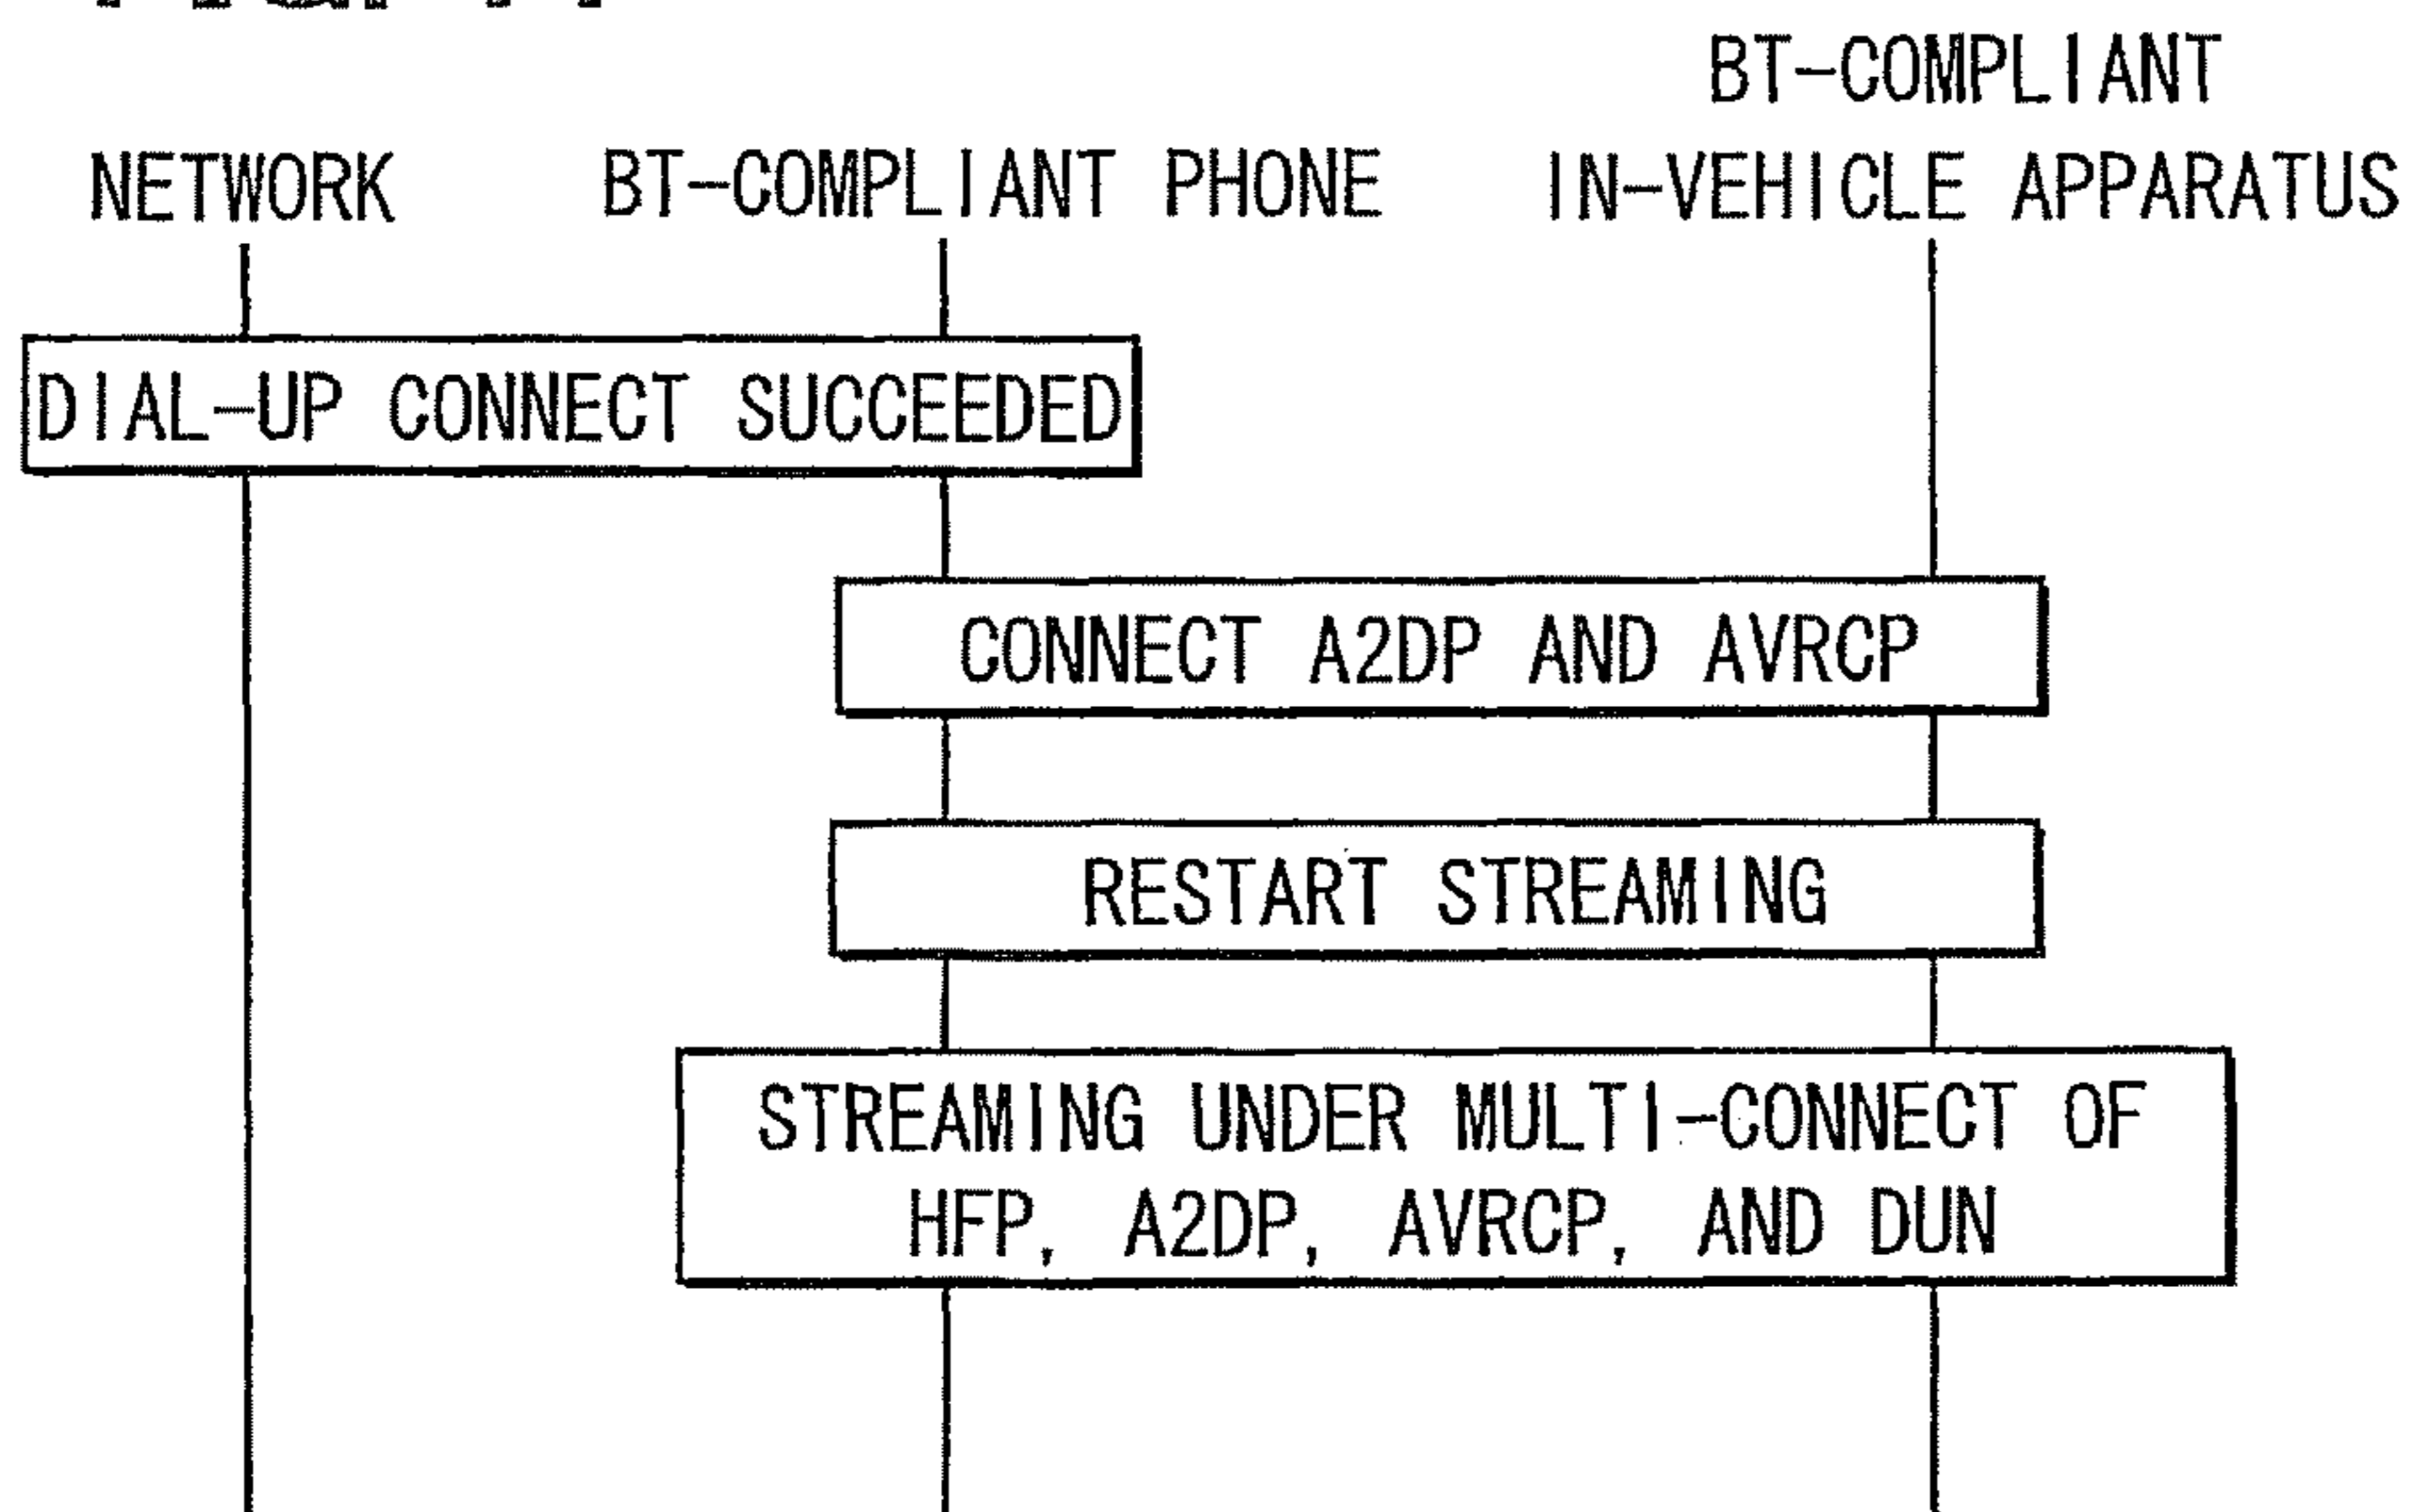 BT-COMPLIANT
NETWORK BT-COMPLIANT PHONE IN-VEHICLE APPARATUS
DIAL-UP CONNECT SUCCEEDED
CONNECT A2DP AND AVRCP
RESTART STREAMING
STREAMING UNDER MULTI-CONNECT OF
HFP, A2DP, AVRCP, AND DUN